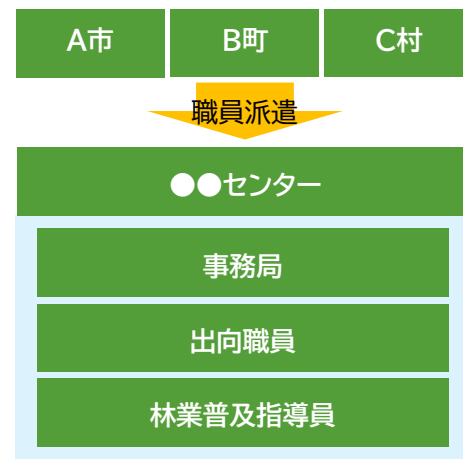 A市 B町 C村
職員派遣
●●センター
事務局
出向職員
林業普及指導員